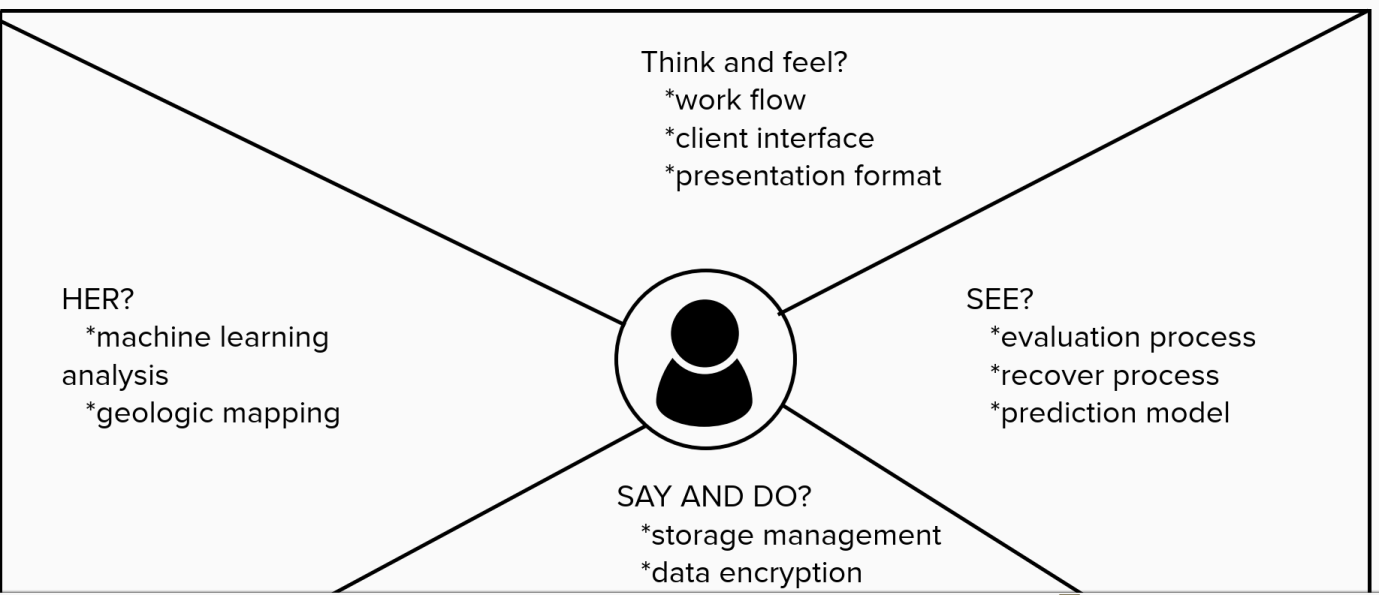 Think and feel?
*work flow
*client interface
*presentation format
HER?
*machine learning
analysis
*geologic mapping
SEE?
*evaluation process
*recover process
*prediction model
SAY AND DO?
*storage management
*data encryption